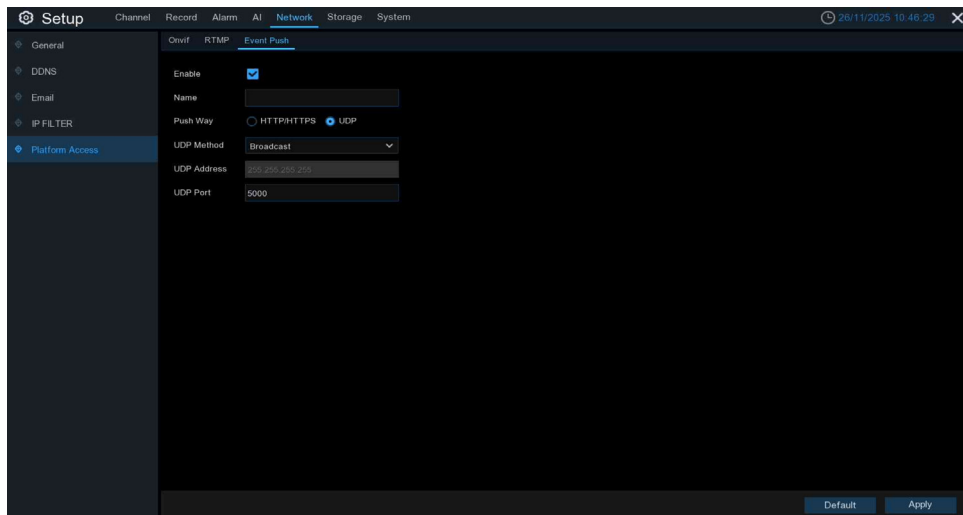 Setup Channel Record Alarm AI Network Storage System 26/11/2025 10:46:29
General
DDNS
Email
IP FILTER
Platform Access
Onvif RTMP Event Push
Enable
Name
Push Way HTTP/HTTPS UDP
UDP Method Broadcast
UDP Address 255.255.255.255
UDP Port 5000
Default Apply